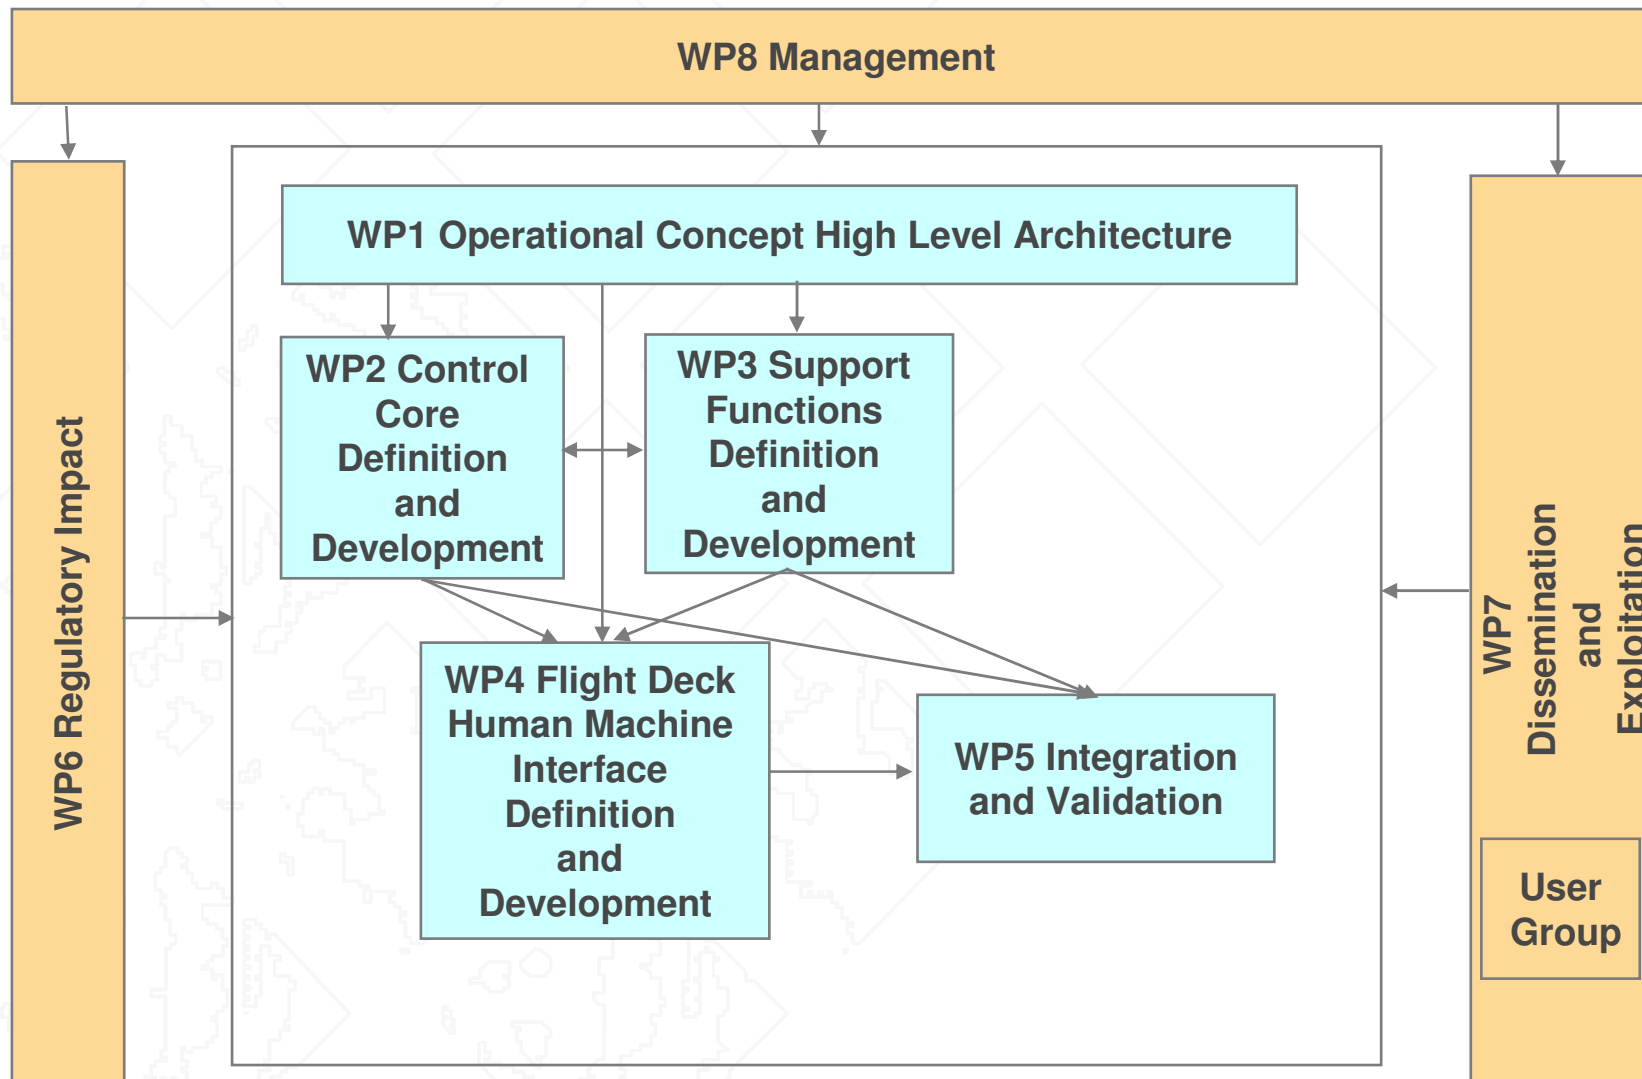 WP8 Management
WP1 Operational Concept High Level Architecture
WP2 Control
Core
Definition
and
Development
WP3 Support
Functions
Definition
and
Development
WP6 Regulatory Impact
WP4 Flight Deck
Human Machine
Interface
Definition
and
Development
WP5 Integration
and Validation
WP7
Dissemination
and
Exploitation
User
Group